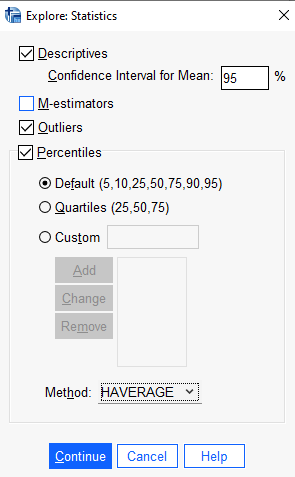 Explore: Statistics
Descriptives
Confidence Interval for Mean: 95 %
M-estimators
Outliers
Percentiles
Default (5,10,25,50,75,90,95)
Quartiles (25,50,75)
Custom
Add
Change
Remove
Method: HAVERAGE
Continue Cancel Help